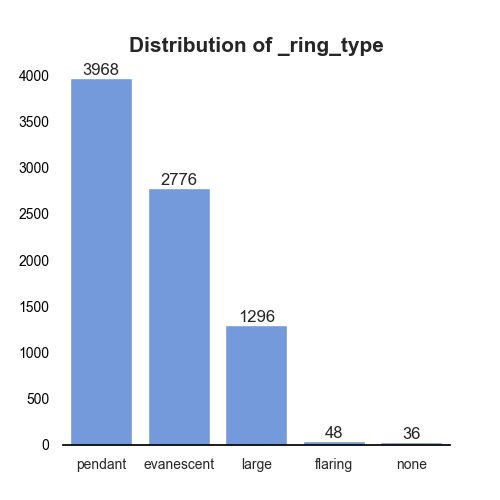 Distribution of _ring_type
4000
3500
3000
2500
2000
1500
1000
500
0
3968
2776
1296
48
36
pendant
evanescent
large
flaring
none